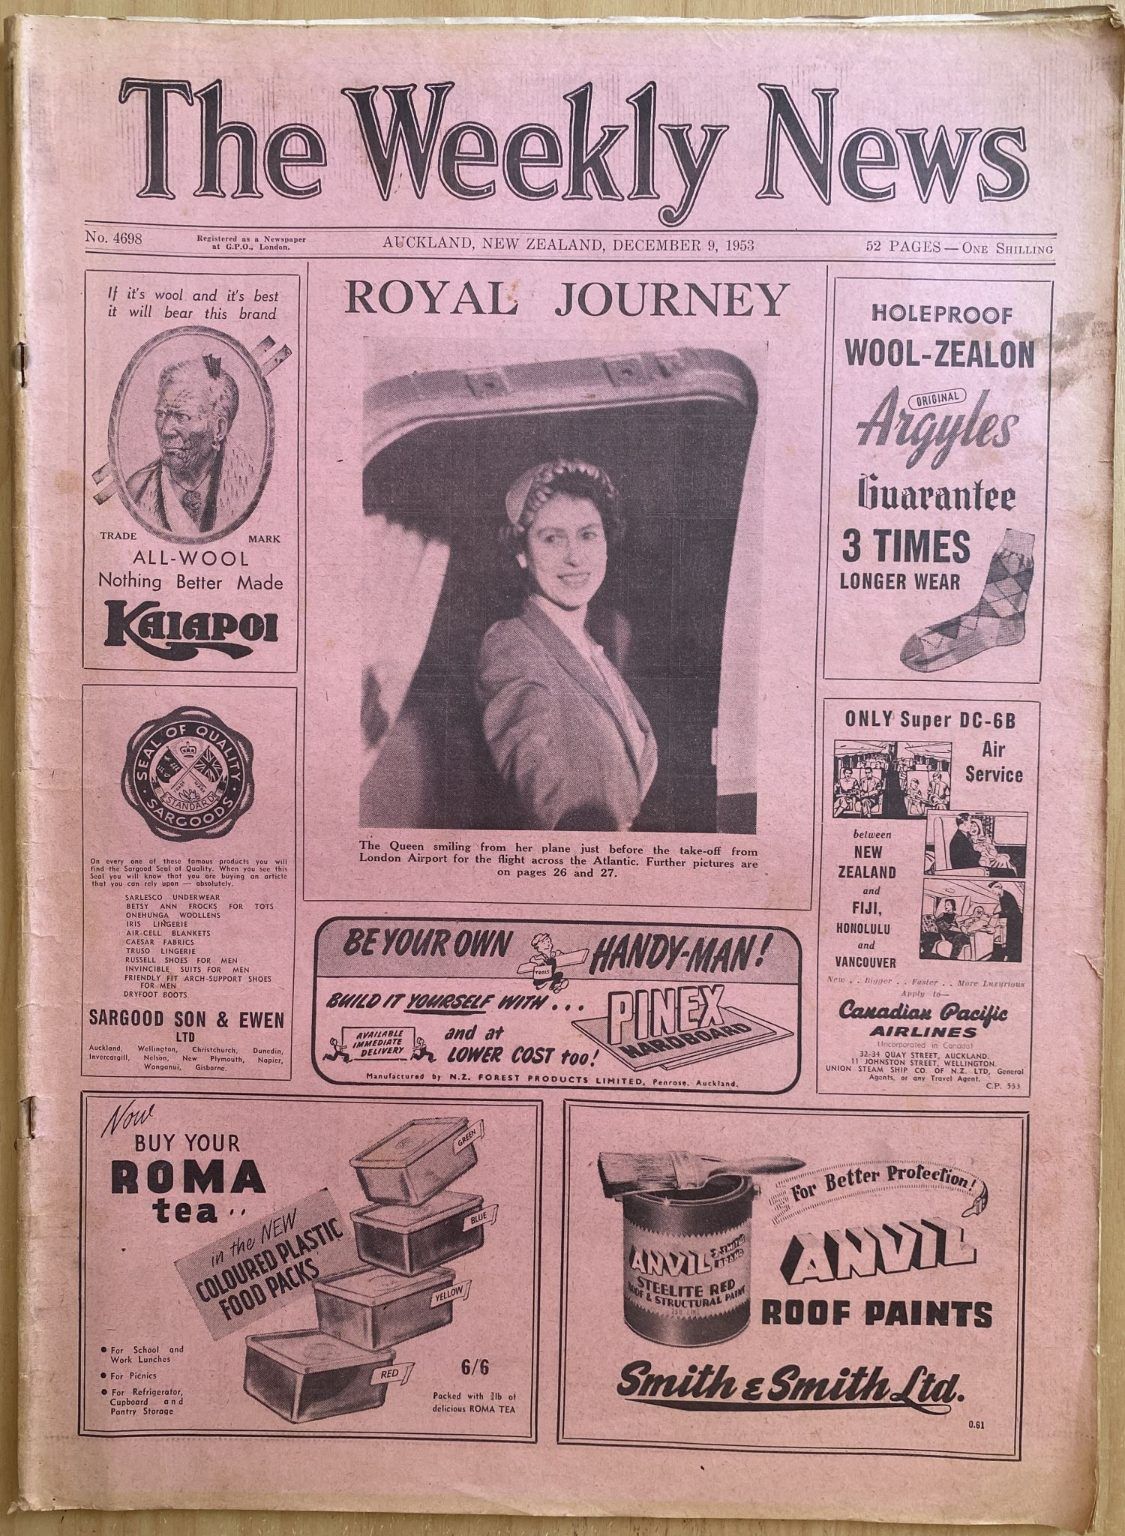 The Weekly News
No. 4698
Registered as a Newspaper
at G.P.O., London.
AUCKLAND, NEW ZEALAND, DECEMBER 9, 1953
52 PAGES — ONE SHILLING
If it's wool and it's best
it will bear this brand
TRADE MARK
ALL-WOOL
Nothing Better Made
KAIAPOI
SEAL OF QUALITY
STANDARDS
SARGOODS
On every one of these famous products you will
find the Sargood Seal of Quality. When you see this
Seal you will know that you are buying an article
that you can rely upon — absolutely.
SARLESCO UNDERWEAR
BETSY ANN FROCKS FOR TOTS
ONEHUNGA WOOLLENS
IRIS LINGERIE
AIR-CELL BLANKETS
CAESAR FABRICS
TRUSO LINGERIE
RUSSELL SHOES FOR MEN
INVINCIBLE SUITS FOR MEN
FRIENDLY FIT ARCH-SUPPORT SHOES
FOR MEN
DRYFOOT BOOTS
SARGOOD SON & EWEN
LTD
Auckland, Wellington, Christchurch, Dunedin,
Invercargill, Nelson, New Plymouth, Napier,
Wanganui, Gisborne.
ROYAL JOURNEY
The Queen smiling from her plane just before the take-off from
London Airport for the flight across the Atlantic. Further pictures are
on pages 26 and 27.
BE YOUR OWN HANDY-MAN!
BUILD IT YOURSELF WITH . . .
PINEX
HARDBOARD
AVAILABLE
IMMEDIATE
DELIVERY
and at
LOWER COST too!
Manufactured by N.Z. FOREST PRODUCTS LIMITED, Penrose, Auckland.
HOLEPROOF
WOOL-ZEALON
ORIGINAL
Argyles
Guarantee
3 TIMES
LONGER WEAR
ONLY Super DC-6B
Air
Service
between
NEW
ZEALAND
and
FIJI,
HONOLULU
and
VANCOUVER
New . . Bigger . . Faster . . More Luxurious
Apply to—
Canadian Pacific
AIRLINES
(Incorporated in Canada)
32-34 QUAY STREET, AUCKLAND.
11 JOHNSTON STREET, WELLINGTON.
UNION STEAM SHIP CO. OF N.Z. LTD, General
Agents, or any Travel Agent.
C.P. 553
Now
BUY YOUR
ROMA
tea . .
in the NEW
COLOURED PLASTIC
FOOD PACKS
GREEN
BLUE
YELLOW
RED
For School and
Work Lunches
For Picnics
For Refrigerator,
Cupboard and
Pantry Storage
6/6
Packed with ¾lb of
delicious ROMA TEA
For Better Protection!
ANVIL
BRAND
STEELITE RED
ROOF & STRUCTURAL PAINT
ANVIL
ROOF PAINTS
Smith & Smith Ltd.
0.61